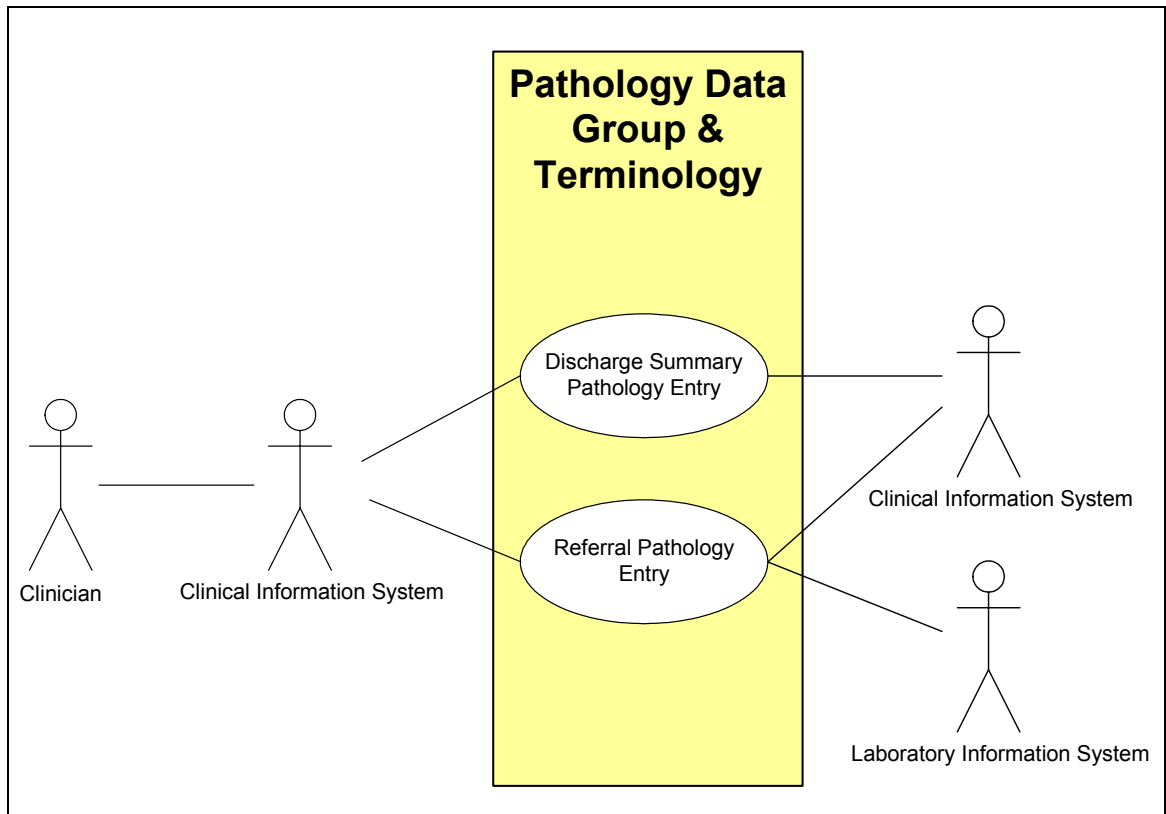 Pathology Data
Group &
Terminology
Discharge Summary
Pathology Entry
Referral Pathology
Entry
Clinician
Clinical Information System
Clinical Information System
Laboratory Information System